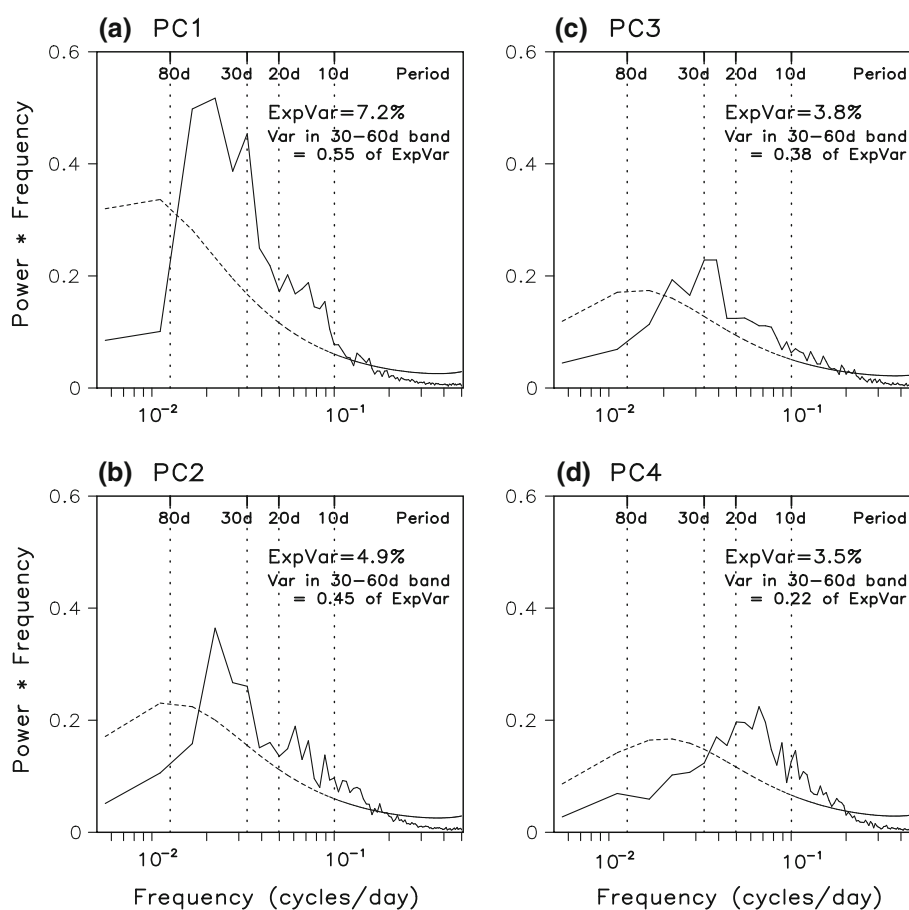 (a) PC1
0.6
80d 30d 20d 10d Period
ExpVar=7.2%
Var in 30–60d band
= 0.55 of ExpVar
0.4
0.2
0
10⁻² 10⁻¹
Power * Frequency
(c) PC3
0.6
80d 30d 20d 10d Period
ExpVar=3.8%
Var in 30–60d band
= 0.38 of ExpVar
0.4
0.2
0
10⁻² 10⁻¹
(b) PC2
0.6
80d 30d 20d 10d Period
ExpVar=4.9%
Var in 30–60d band
= 0.45 of ExpVar
0.4
0.2
0
10⁻² 10⁻¹
Power * Frequency
Frequency (cycles/day)
(d) PC4
0.6
80d 30d 20d 10d Period
ExpVar=3.5%
Var in 30–60d band
= 0.22 of ExpVar
0.4
0.2
0
10⁻² 10⁻¹
Frequency (cycles/day)